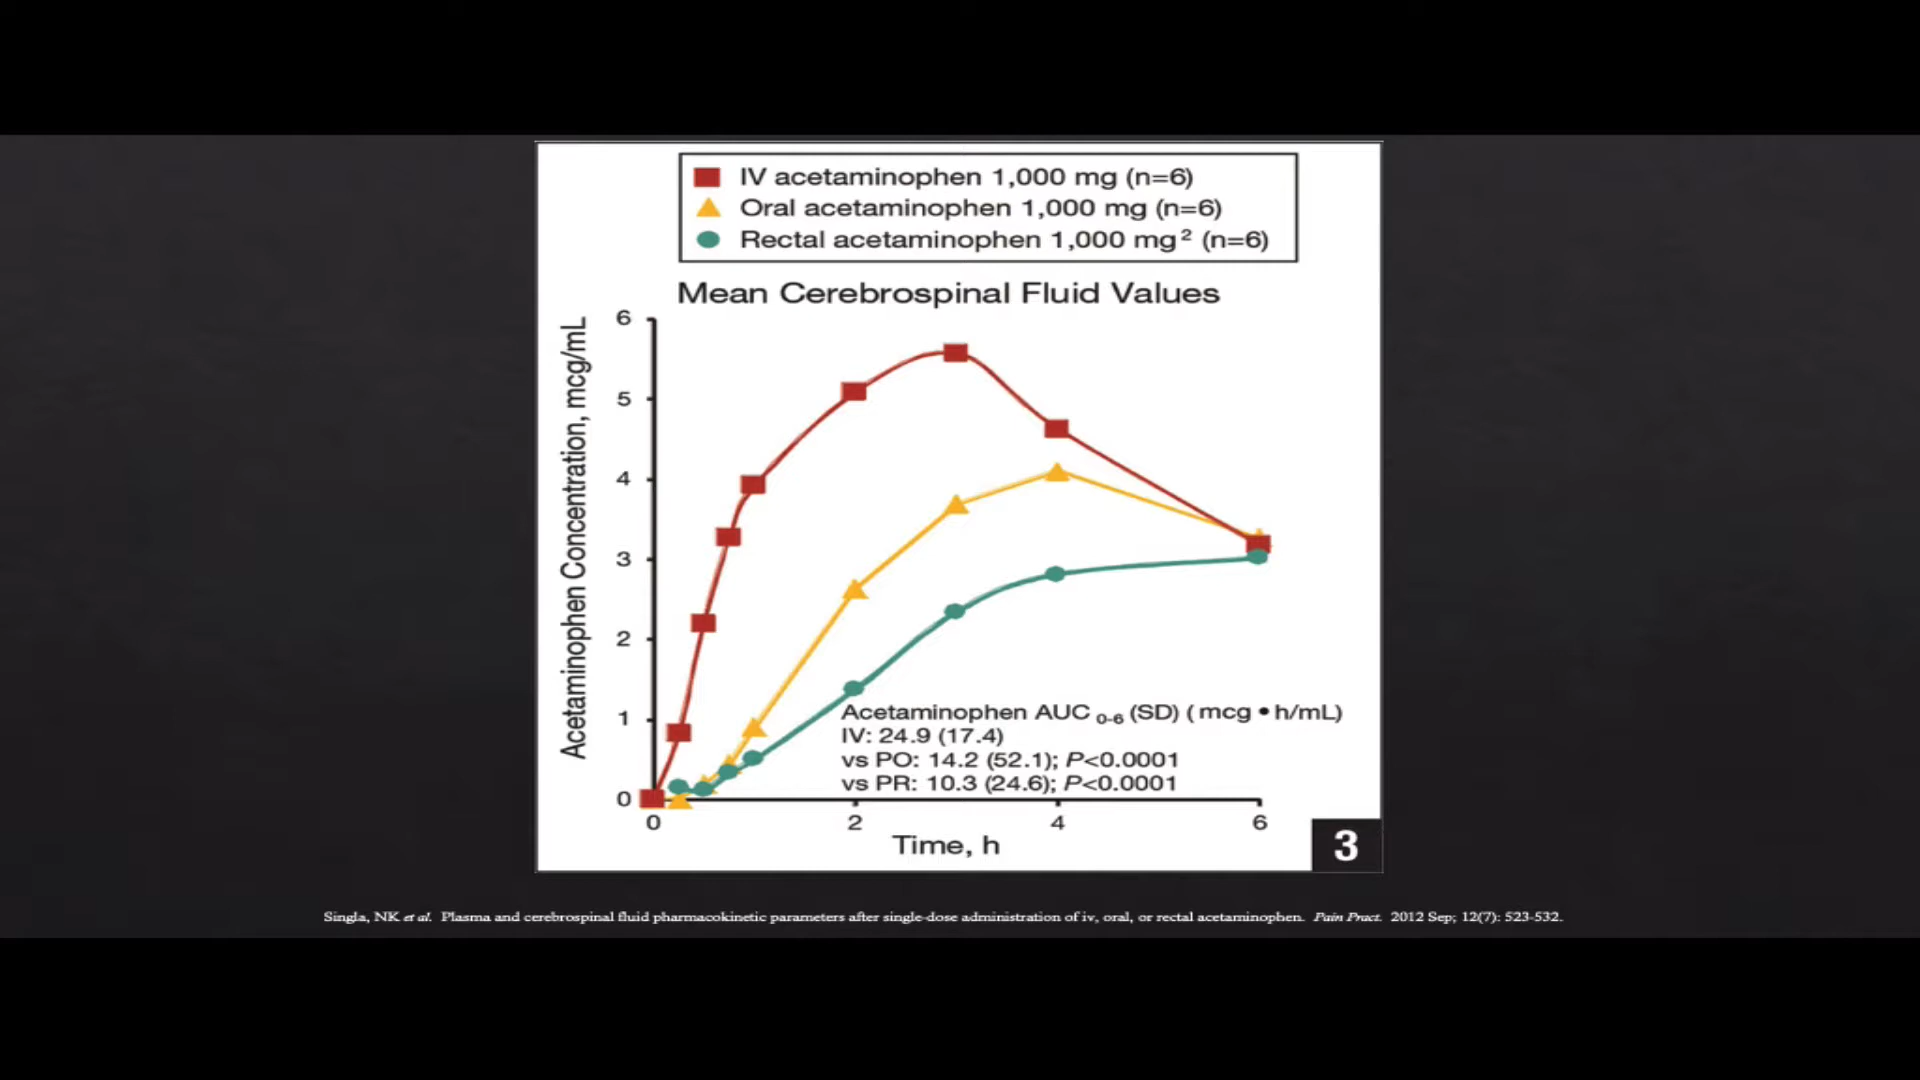 IV acetaminophen 1,000 mg (n=6)
Oral acetaminophen 1,000 mg (n=6)
Rectal acetaminophen 1,000 mg² (n=6)
Mean Cerebrospinal Fluid Values
Acetaminophen Concentration, mcg/mL
6
5
4
3
2
1
0
Acetaminophen AUC 0-6 (SD) ( mcg • h/mL)
IV: 24.9 (17.4)
vs PO: 14.2 (52.1); P<0.0001
vs PR: 10.3 (24.6); P<0.0001
0 2 4 6
Time, h
3
Singla, NK et al. Plasma and cerebrospinal fluid pharmacokinetic parameters after single-dose administration of iv, oral, or rectal acetaminophen. Pain Pract. 2012 Sep; 12(7): 523-532.